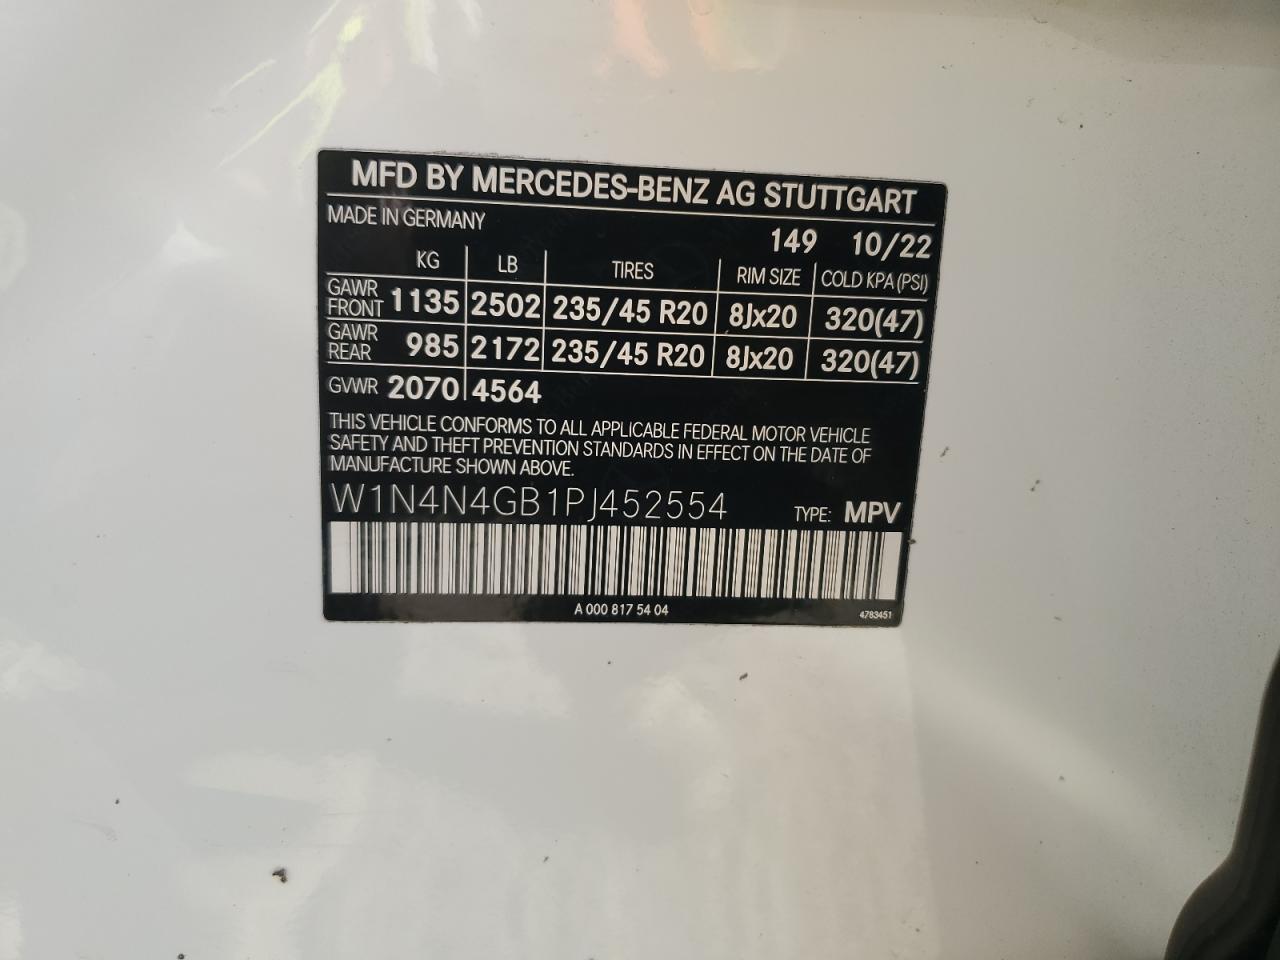 MFD BY MERCEDES-BENZ AG STUTTGART
MADE IN GERMANY
149 10/22
KG LB TIRES RIM SIZE COLD KPA (PSI)
GAWR FRONT 1135 2502 235/45 R20 8Jx20 320(47)
GAWR REAR 985 2172 235/45 R20 8Jx20 320(47)
GVWR 2070 4564
THIS VEHICLE CONFORMS TO ALL APPLICABLE FEDERAL MOTOR VEHICLE
SAFETY AND THEFT PREVENTION STANDARDS IN EFFECT ON THE DATE OF
MANUFACTURE SHOWN ABOVE.
W1N4N4GB1PJ452554 TYPE: MPV
A 000 817 54 04 4783451